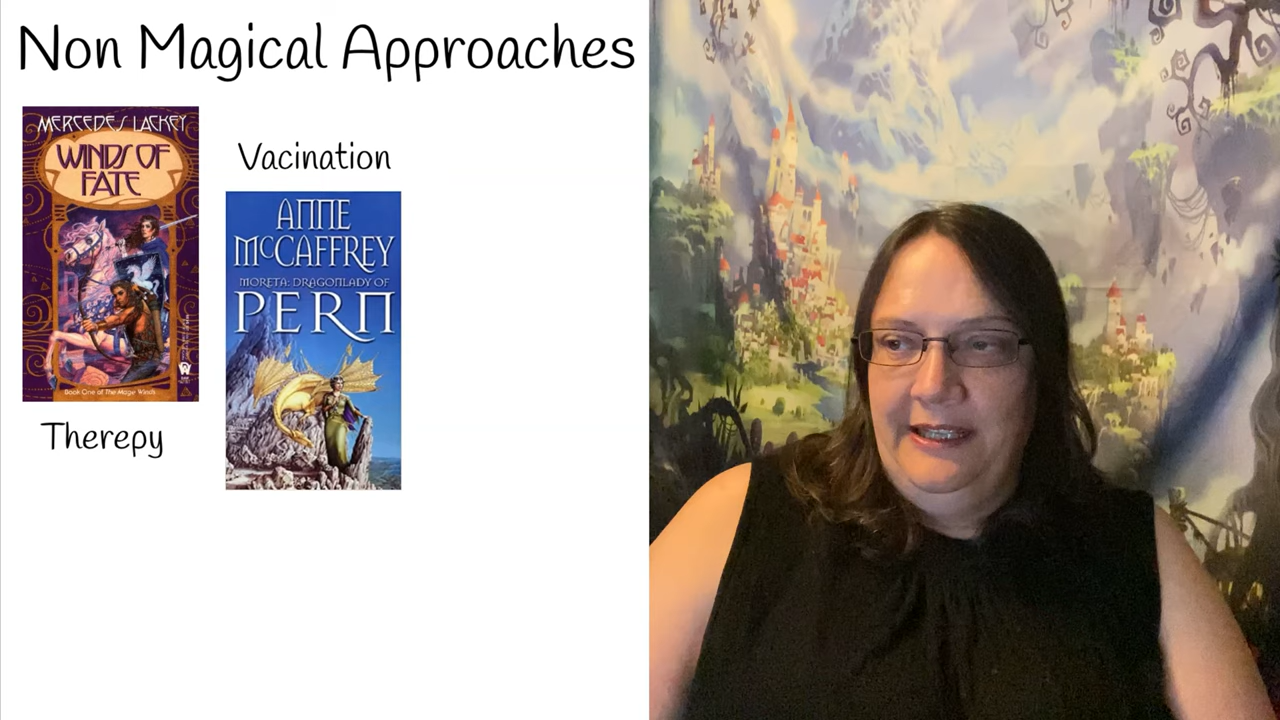 Non Magical Approaches
MERCEDES LACKEY
WINDS OF
FATE
Book One of The Mage Winds
Therepy
Vacination
ANNE
McCAFFREY
MORETA: DRAGONLADY OF
PERN